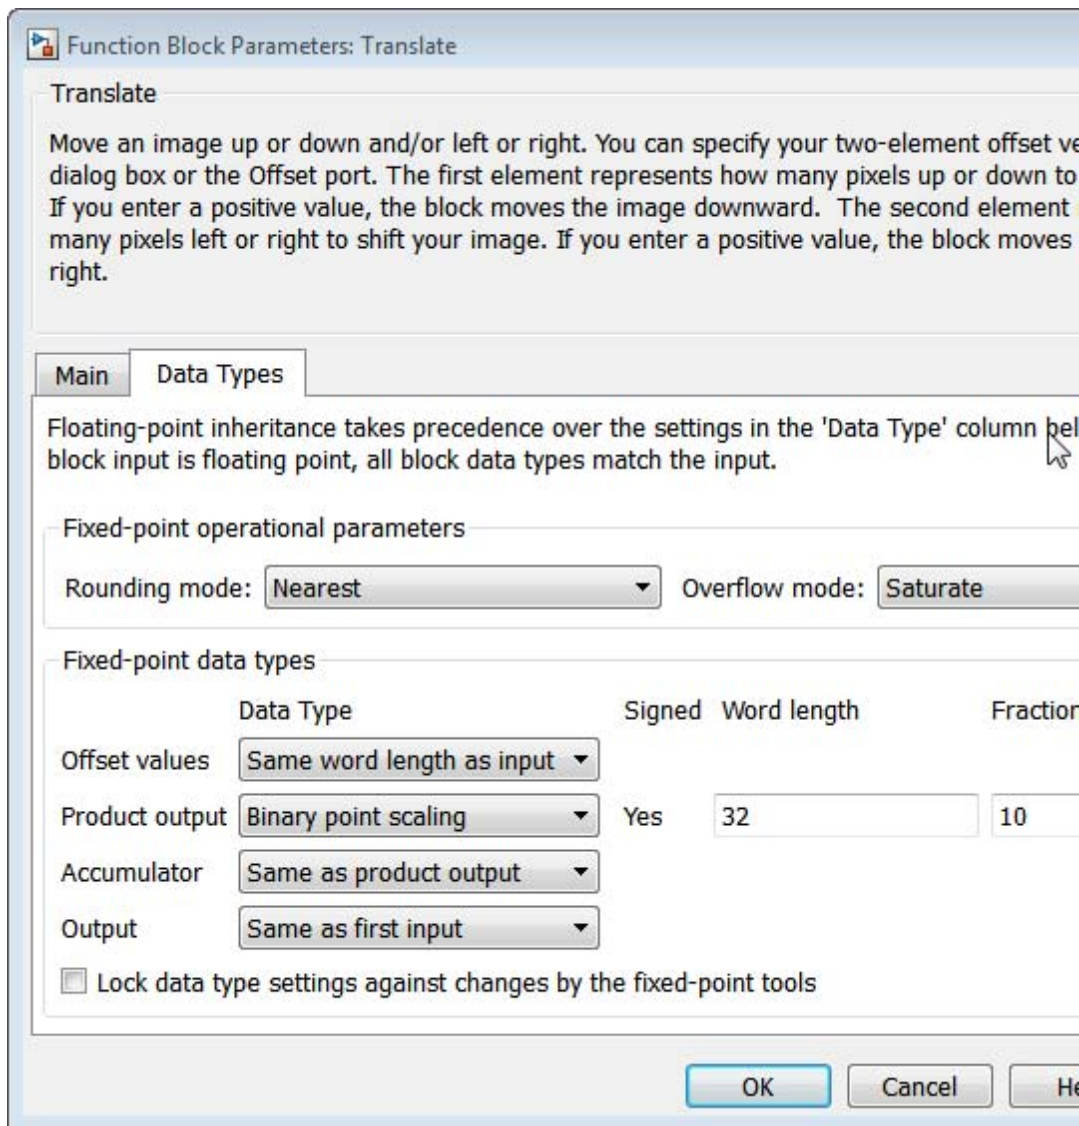 Function Block Parameters: Translate
Translate
Move an image up or down and/or left or right. You can specify your two-element offset ve
dialog box or the Offset port. The first element represents how many pixels up or down to
If you enter a positive value, the block moves the image downward.  The second element
many pixels left or right to shift your image. If you enter a positive value, the block moves
right.
Main Data Types
Floating-point inheritance takes precedence over the settings in the 'Data Type' column bel
block input is floating point, all block data types match the input.
Fixed-point operational parameters
Rounding mode: Nearest Overflow mode: Saturate
Fixed-point data types
Data Type Signed Word length Fraction
Offset values Same word length as input
Product output Binary point scaling Yes 32 10
Accumulator Same as product output
Output Same as first input
Lock data type settings against changes by the fixed-point tools
OK Cancel He